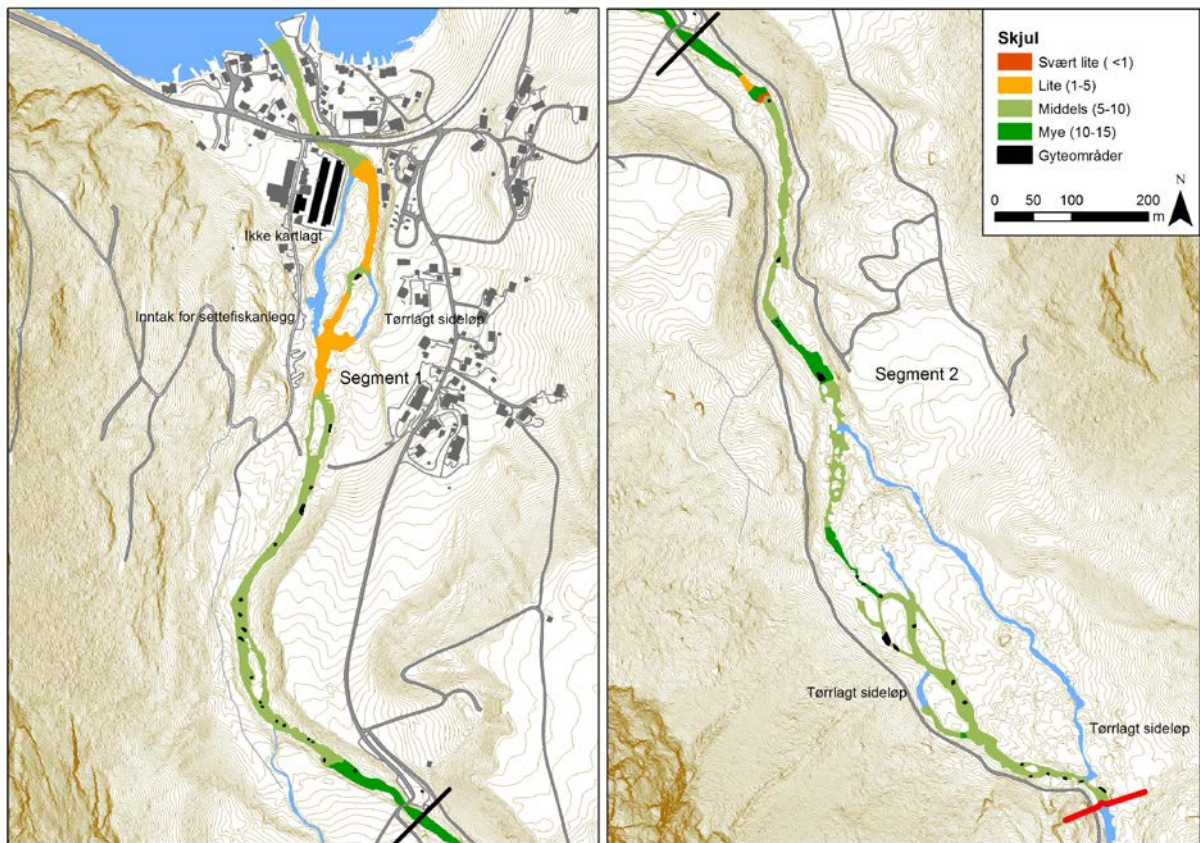 Ikke kartlagt
Inntak for settefiskanlegg
Tørrlagt sideløp
Segment 1
Skjul
Svært lite ( <1)
Lite (1-5)
Middels (5-10)
Mye (10-15)
Gyteområder
N
0 50 100 200
m
Segment 2
Tørrlagt sideløp
Tørrlagt sideløp